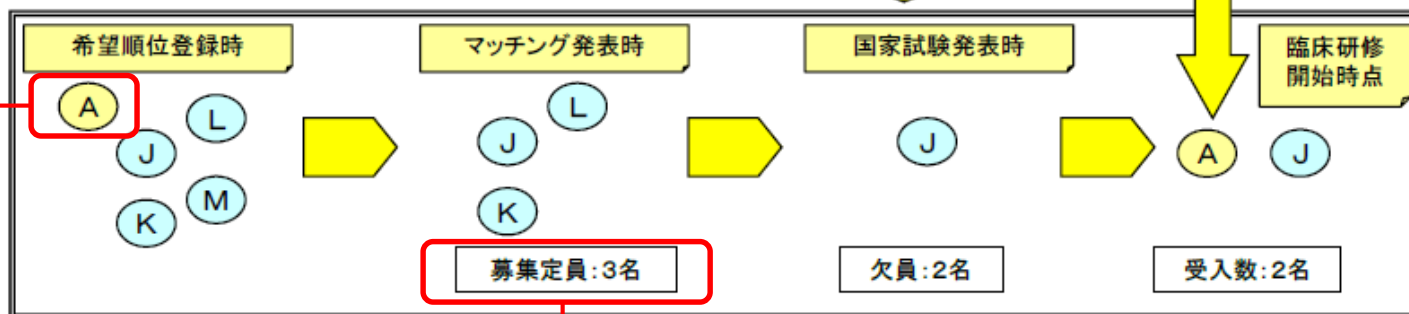 希望順位登録時
マッチング発表時
国家試験発表時
臨床研修
開始時点
A
L
J
M
K
L
J
K
J
A
J
募集定員:3名
欠員:2名
受入数:2名